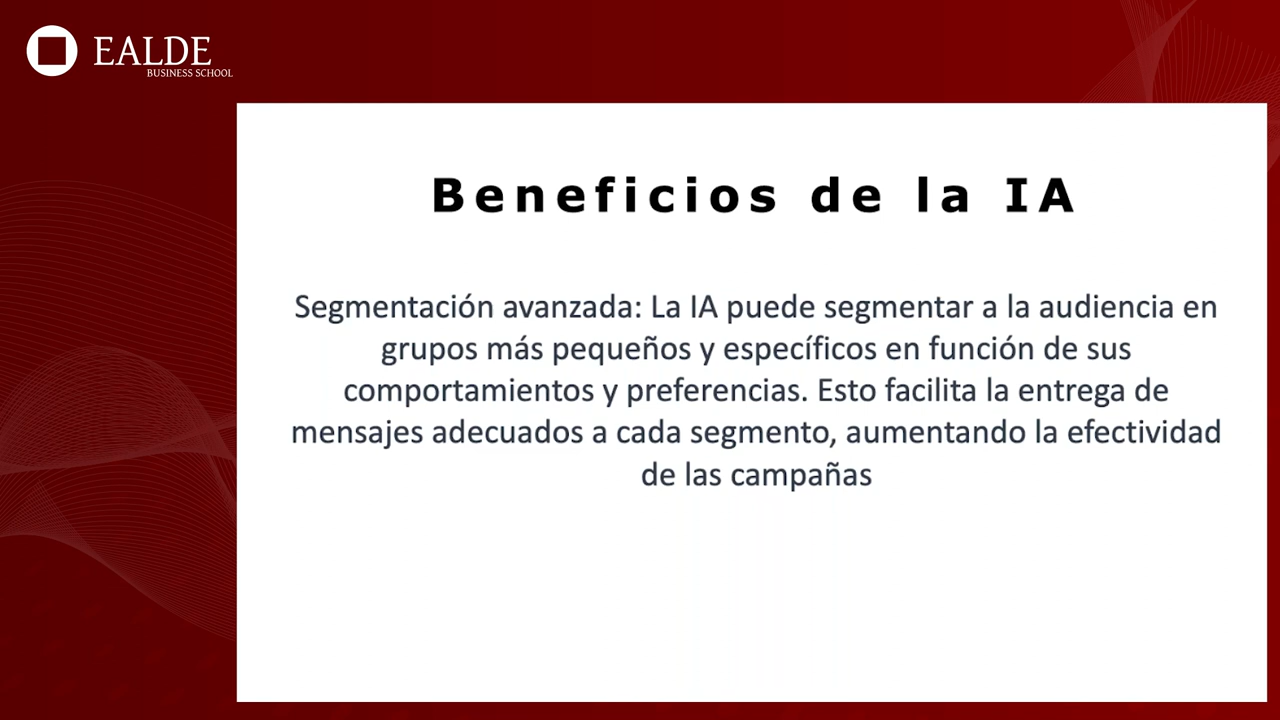 EALDE
BUSINESS SCHOOL
Beneficios de la IA
Segmentación avanzada: La IA puede segmentar a la audiencia en
grupos más pequeños y específicos en función de sus
comportamientos y preferencias. Esto facilita la entrega de
mensajes adecuados a cada segmento, aumentando la efectividad
de las campañas